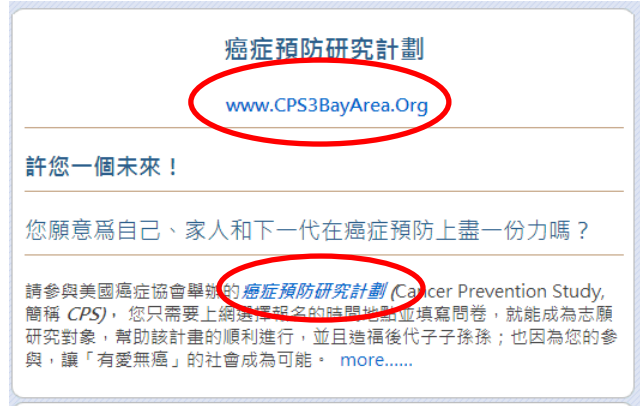 癌症預防研究計劃
www.CPS3BayArea.Org
許您一個未來！
您願意爲自己、家人和下一代在癌症預防上盡一份力嗎？
請參與美國癌症協會舉辦的癌症預防研究計劃 (Cancer Prevention Study,
簡稱 CPS)， 您只需要上網選擇報名的時間地點並填寫問卷，就能成為志願
研究對象，幫助該計畫的順利進行，並且造福後代子子孫孫；也因為您的參
與，讓「有愛無癌」的社會成為可能。 more......